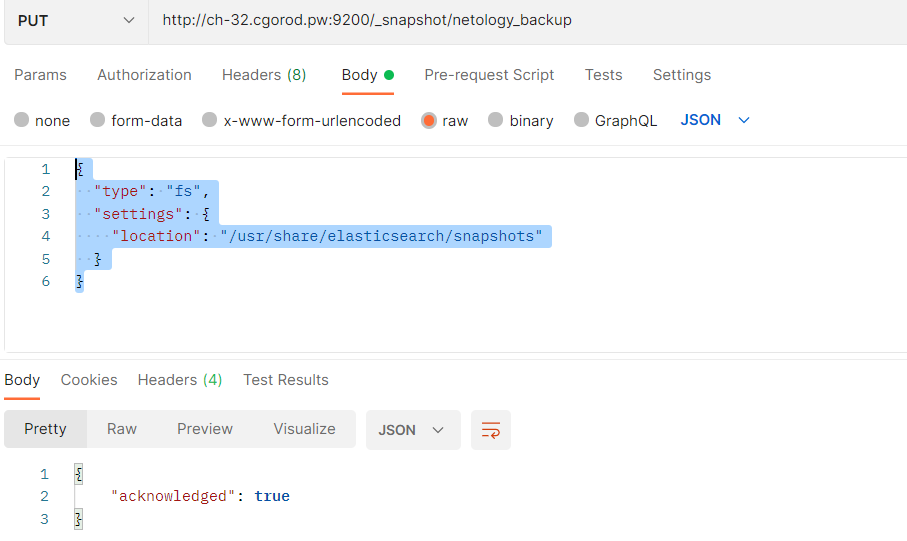 PUT http://ch-32.cgorod.pw:9200/_snapshot/netology_backup
Params Authorization Headers (8) Body Pre-request Script Tests Settings
none form-data x-www-form-urlencoded raw binary GraphQL JSON
1 {
2 "type": "fs",
3 "settings": {
4 "location": "/usr/share/elasticsearch/snapshots"
5 }
6 }
Body Cookies Headers (4) Test Results
Pretty Raw Preview Visualize JSON
1 {
2 "acknowledged": true
3 }